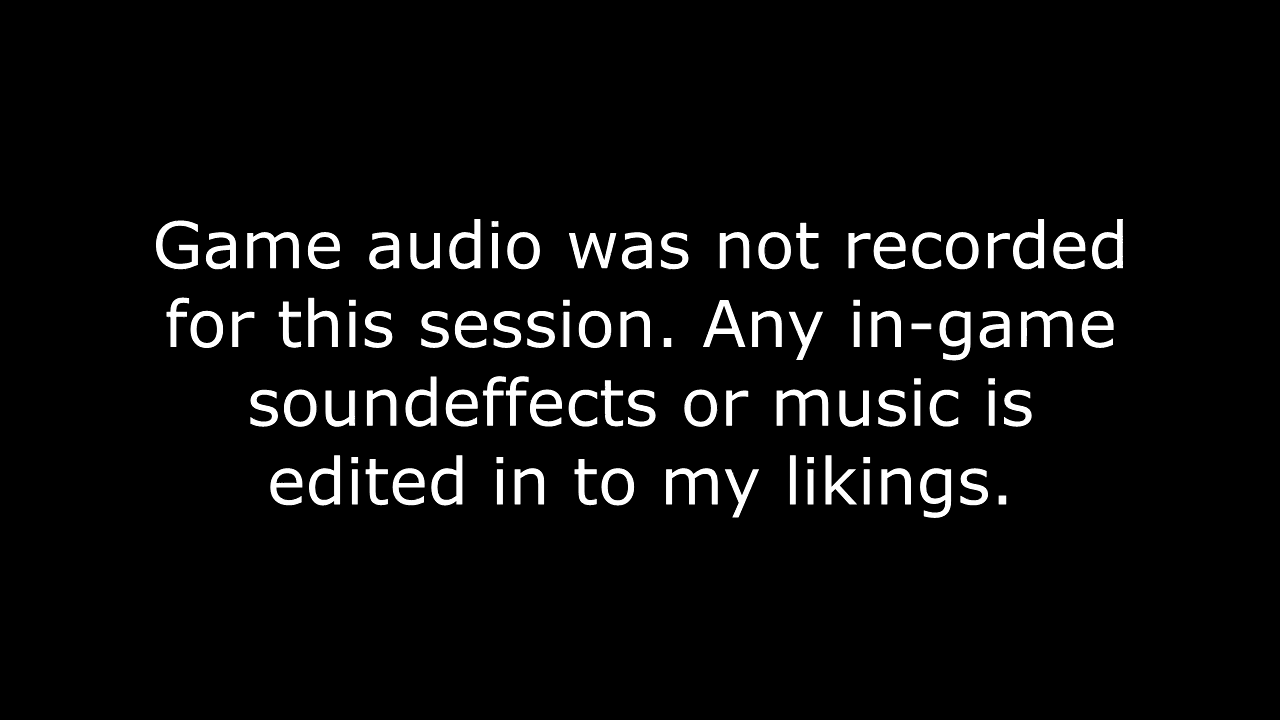 Game audio was not recorded
for this session. Any in-game
soundeffects or music is
edited in to my likings.